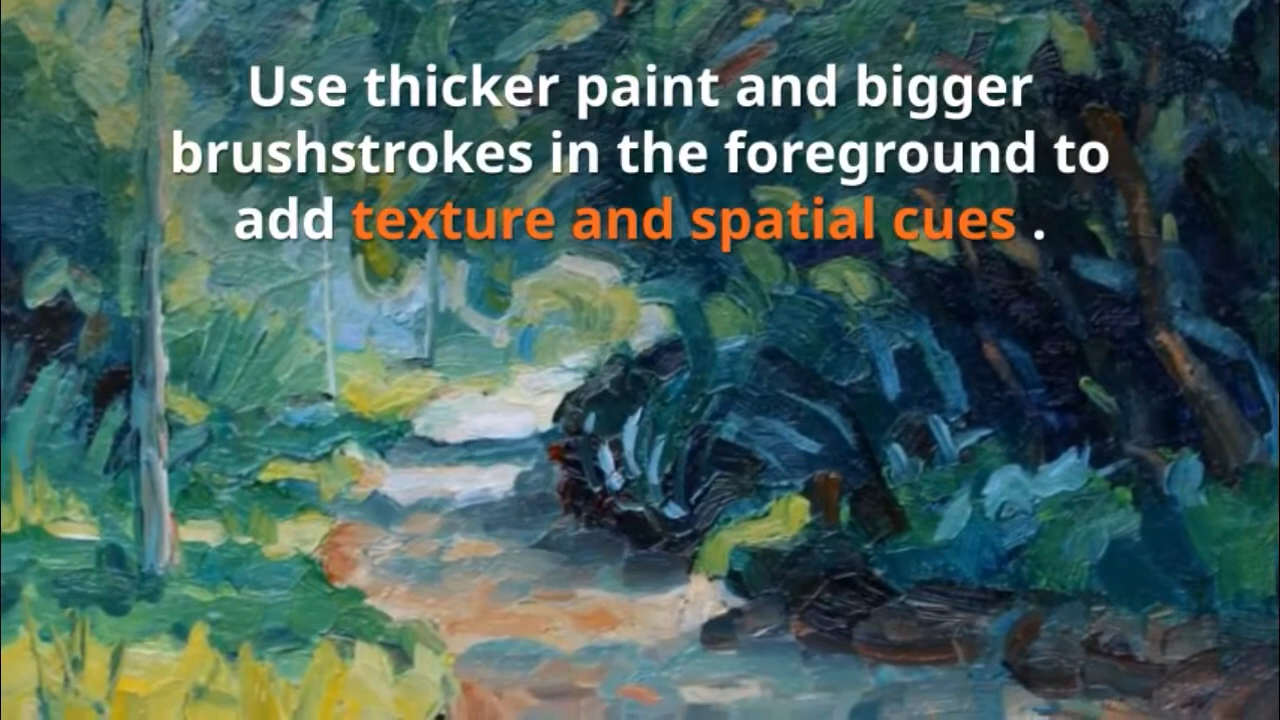 Use thicker paint and bigger
brushstrokes in the foreground to
add texture and spatial cues .